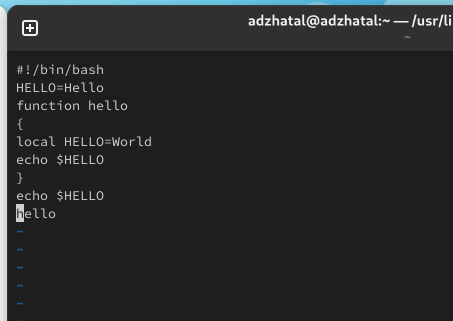 adzhatal@adzhatal:~ — /usr/li
~
#!/bin/bash
HELLO=Hello
function hello
{
local HELLO=World
echo $HELLO
}
echo $HELLO
hello
~
~
~
~
~